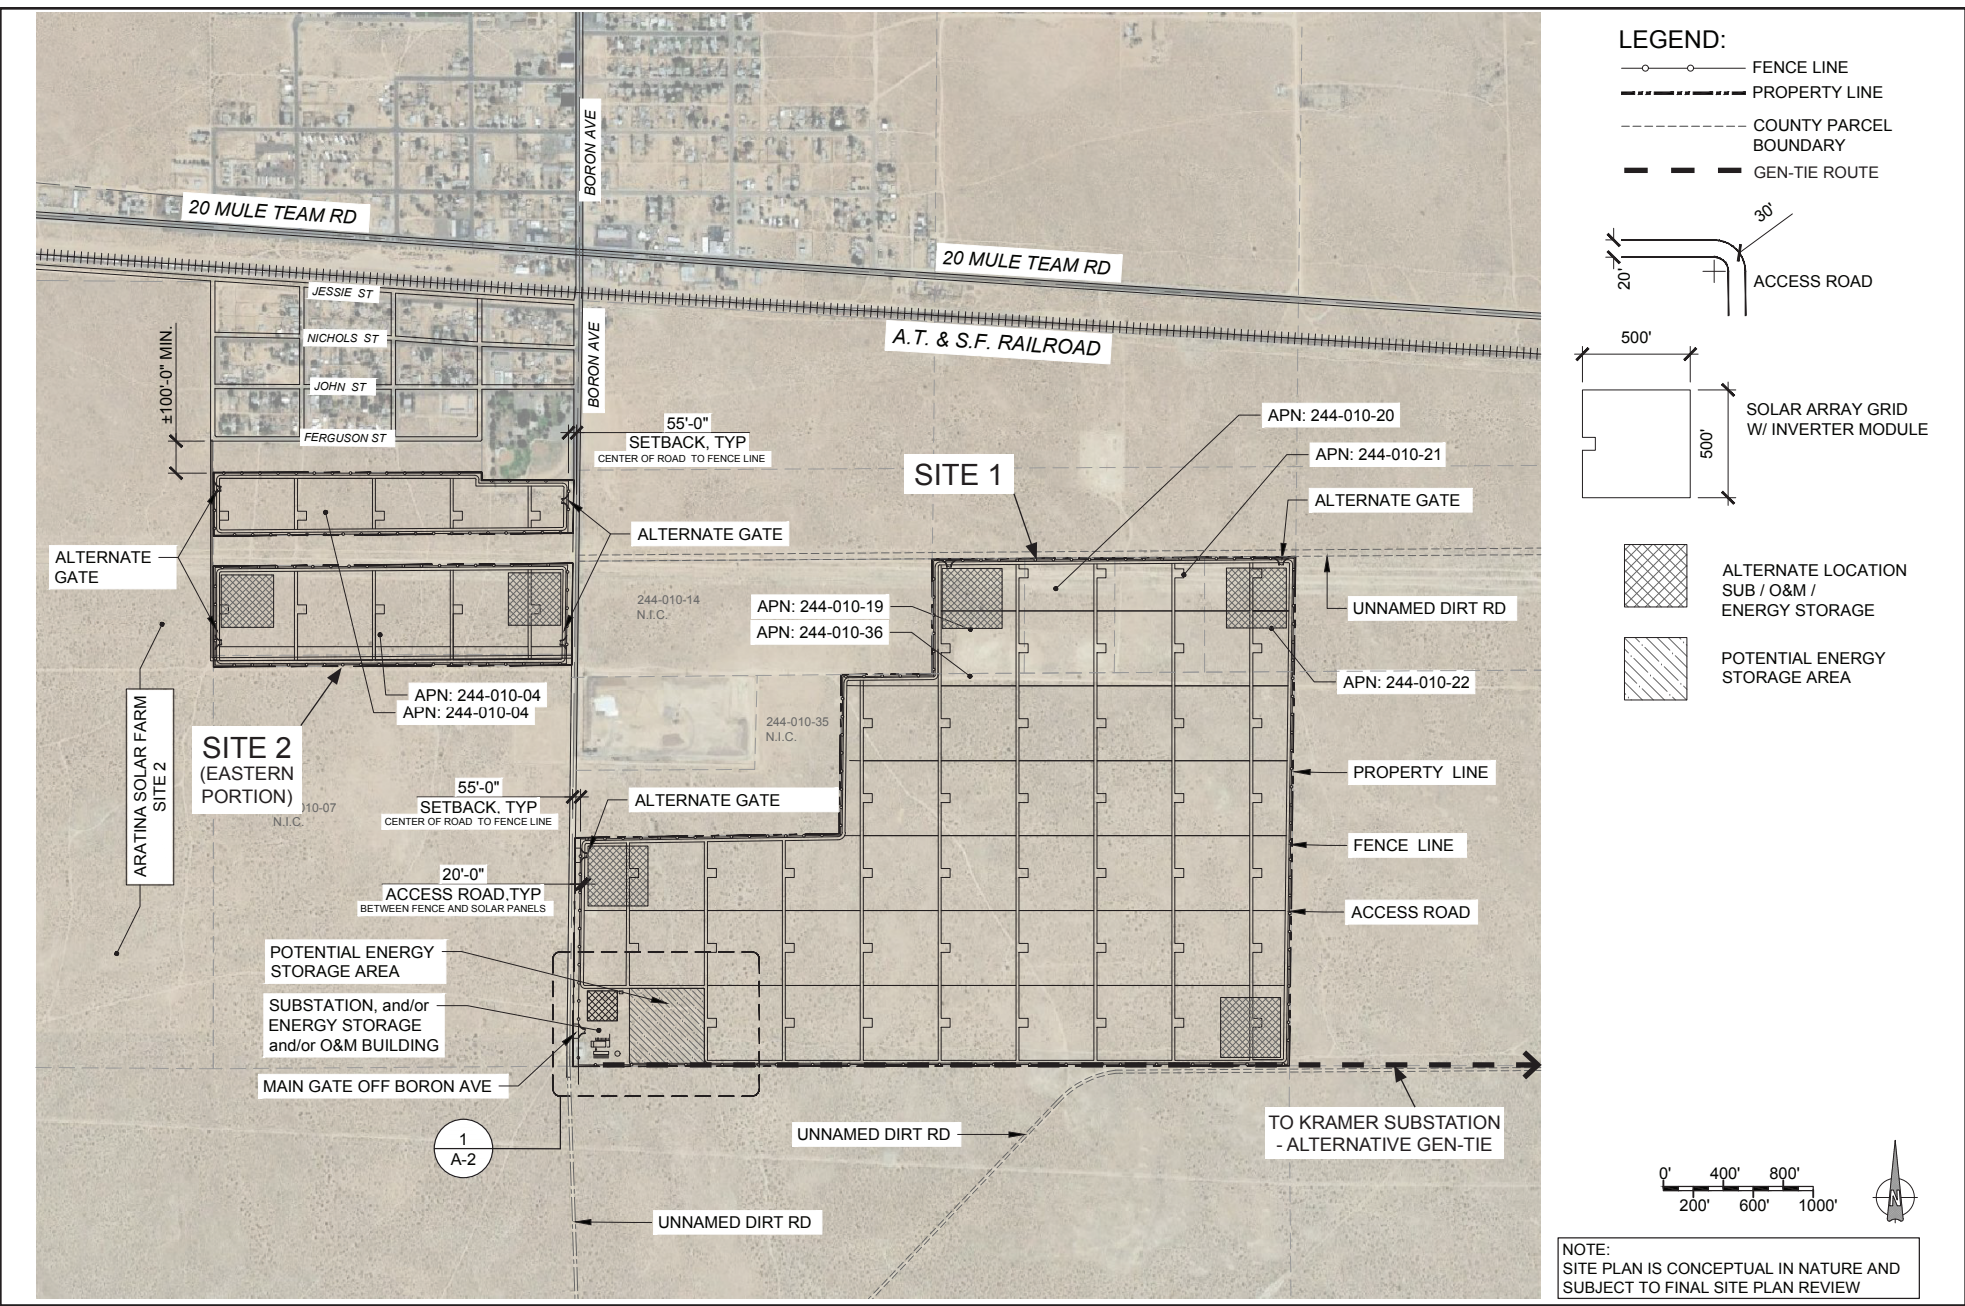 LEGEND:
FENCE LINE
PROPERTY LINE
COUNTY PARCEL
BOUNDARY
GEN-TIE ROUTE
30'
20'
ACCESS ROAD
500'
500'
SOLAR ARRAY GRID
W/ INVERTER MODULE
ALTERNATE LOCATION
SUB / O&M /
ENERGY STORAGE
POTENTIAL ENERGY
STORAGE AREA
0' 400' 800'
200' 600' 1000'
N
NOTE:
SITE PLAN IS CONCEPTUAL IN NATURE AND
SUBJECT TO FINAL SITE PLAN REVIEW
BORON AVE
20 MULE TEAM RD
20 MULE TEAM RD
A.T. & S.F. RAILROAD
JESSIE ST
NICHOLS ST
JOHN ST
FERGUSON ST
BORON AVE
±100'-0" MIN.
55'-0"
SETBACK, TYP
CENTER OF ROAD TO FENCE LINE
SITE 1
APN: 244-010-20
APN: 244-010-21
ALTERNATE GATE
ALTERNATE GATE
ALTERNATE
GATE
244-010-14
N.I.C.
APN: 244-010-19
APN: 244-010-36
UNNAMED DIRT RD
APN: 244-010-22
APN: 244-010-04
APN: 244-010-04
244-010-35
N.I.C.
ARATINA SOLAR FARM
SITE 2
SITE 2
(EASTERN
PORTION)
010-07
N.I.C.
55'-0"
SETBACK, TYP
CENTER OF ROAD TO FENCE LINE
ALTERNATE GATE
PROPERTY LINE
FENCE LINE
ACCESS ROAD
20'-0"
ACCESS ROAD,TYP
BETWEEN FENCE AND SOLAR PANELS
POTENTIAL ENERGY
STORAGE AREA
SUBSTATION, and/or
ENERGY STORAGE
and/or O&M BUILDING
MAIN GATE OFF BORON AVE
1
A-2
UNNAMED DIRT RD
TO KRAMER SUBSTATION
- ALTERNATIVE GEN-TIE
UNNAMED DIRT RD